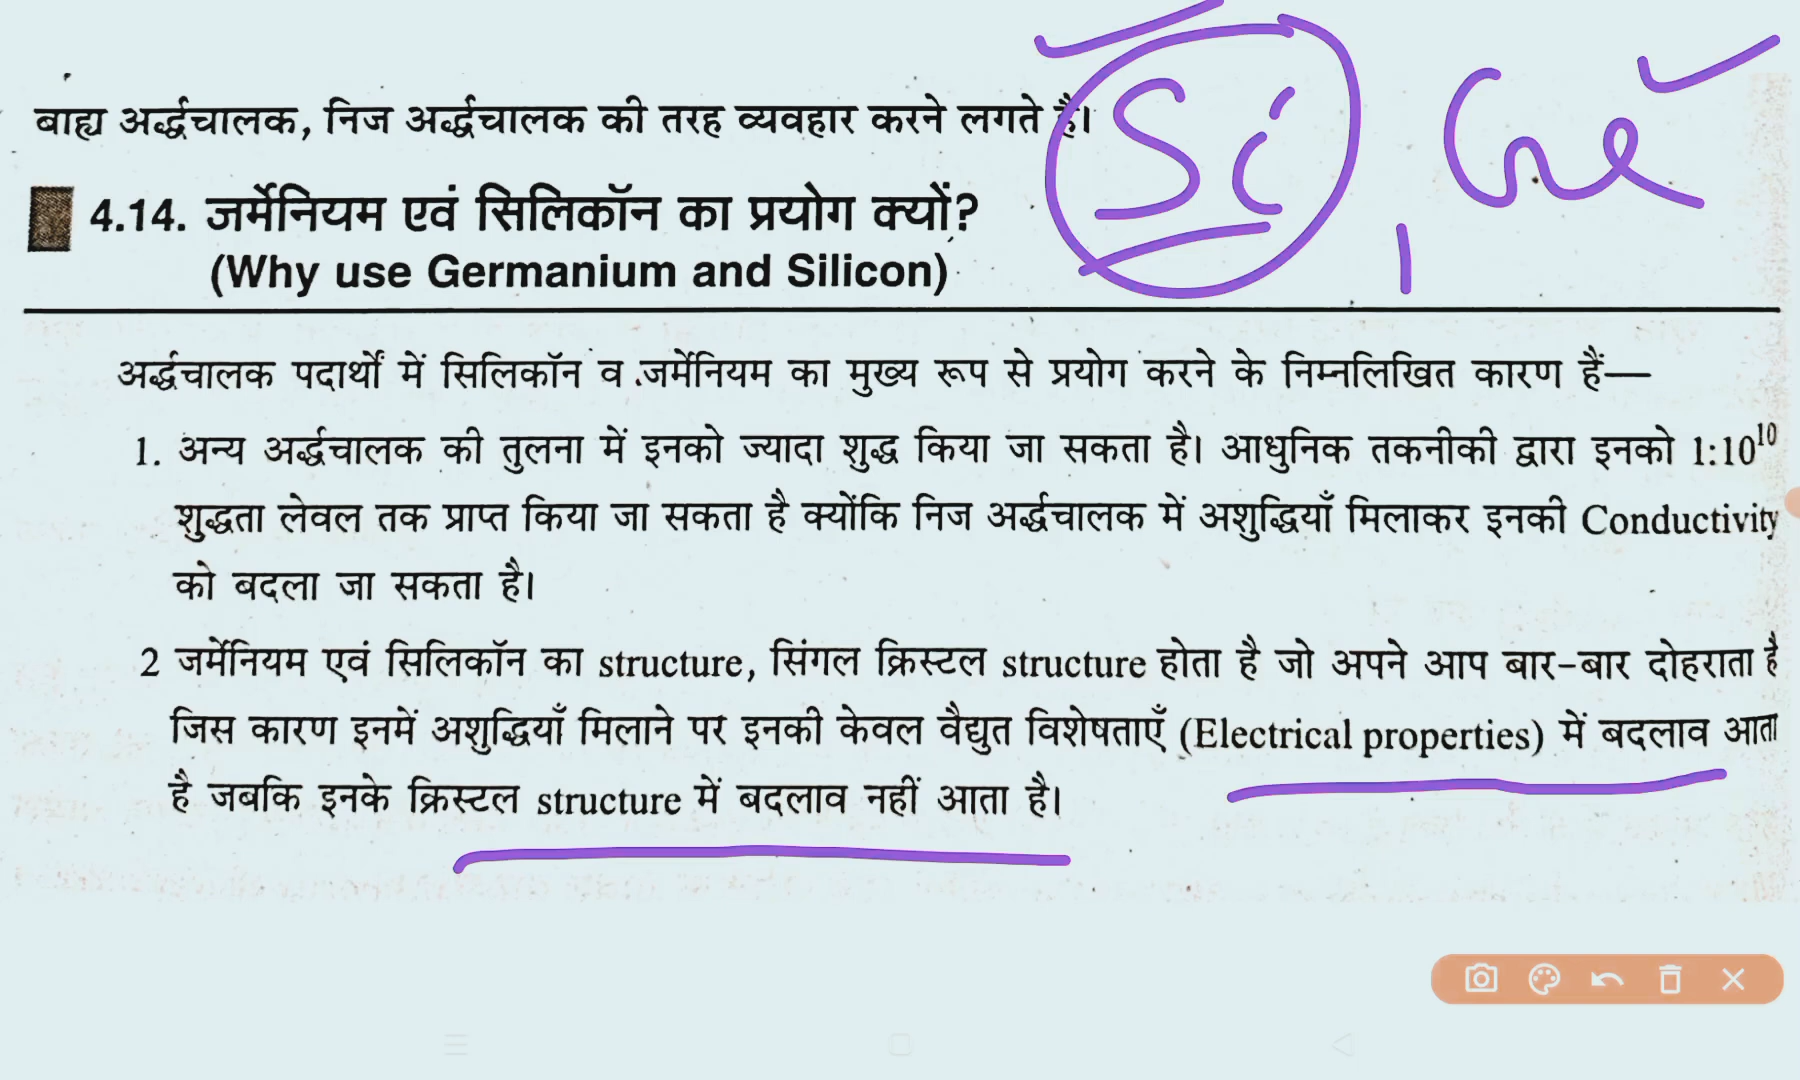 बाह्य अर्द्धचालक, निज अर्द्धचालक की तरह व्यवहार करने लगते हैं।
Si, Ge
4.14. जर्मेनियम एवं सिलिकॉन का प्रयोग क्यों?
(Why use Germanium and Silicon)
अर्द्धचालक पदार्थों में सिलिकॉन व जर्मेनियम का मुख्य रूप से प्रयोग करने के निम्नलिखित कारण हैं—
1. अन्य अर्द्धचालक की तुलना में इनको ज्यादा शुद्ध किया जा सकता है। आधुनिक तकनीकी द्वारा इनको 1:10¹⁰
शुद्धता लेवल तक प्राप्त किया जा सकता है क्योंकि निज अर्द्धचालक में अशुद्धियाँ मिलाकर इनकी Conductivity
को बदला जा सकता है।
2 जर्मेनियम एवं सिलिकॉन का structure, सिंगल क्रिस्टल structure होता है जो अपने आप बार-बार दोहराता है
जिस कारण इनमें अशुद्धियाँ मिलाने पर इनकी केवल वैद्युत विशेषताएँ (Electrical properties) में बदलाव आता
है जबकि इनके क्रिस्टल structure में बदलाव नहीं आता है।